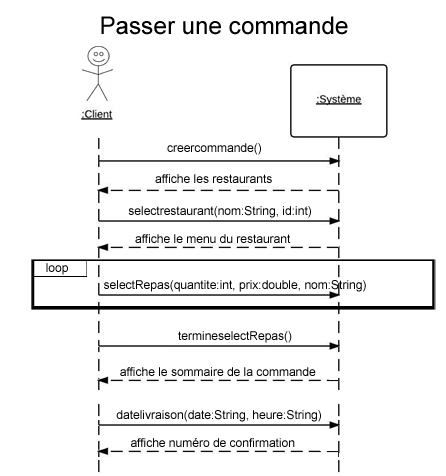 Passer une commande
:Client
:Système
creercommande()
affiche les restaurants
selectrestaurant(nom:String, id:int)
affiche le menu du restaurant
loop
selectRepas(quantite:int, prix:double, nom:String)
termineselectRepas()
affiche le sommaire de la commande
datelivraison(date:String, heure:String)
affiche numéro de confirmation